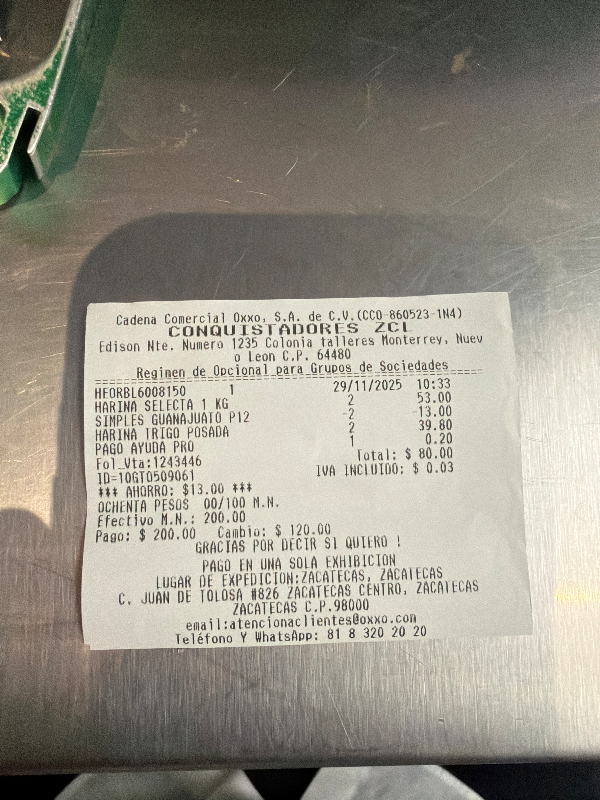 Cadena Comercial Oxxo, S.A. de C.V.(CCO-860523-1N4)
CONQUISTADORES ZCL
Edison Nte. Numero 1235 Colonia talleres Monterrey, Nuev
o Leon C.P. 64480
Regimen de Opcional para Grupos de Sociedades
HEORBL6008150 1 29/11/2025 10:33
HARINA SELECTA 1 KG 2 53.00
SIMPLES GUANAJUATO P12 -2 -13.00
HARINA TRIGO POSADA 2 39.80
PAGO AYUDA PRO 1 0.20
Fol_Vta:1243446 Total: $ 80.00
ID=10GTO509061 IVA INCLUIDO: $ 0.03
*** AHORRO: $13.00 ***
OCHENTA PESOS 00/100 M.N.
Efectivo M.N.: 200.00
Pago: $ 200.00 Cambio: $ 120.00
GRACIAS POR DECIR SI QUIERO !
PAGO EN UNA SOLA EXHIBICION
LUGAR DE EXPEDICION:ZACATECAS, ZACATECAS
C. JUAN DE TOLOSA #826 ZACATECAS CENTRO, ZACATECAS
ZACATECAS C.P.98000
email:atencionaclientes@oxxo.com
Teléfono Y WhatsApp: 81 8 320 20 20